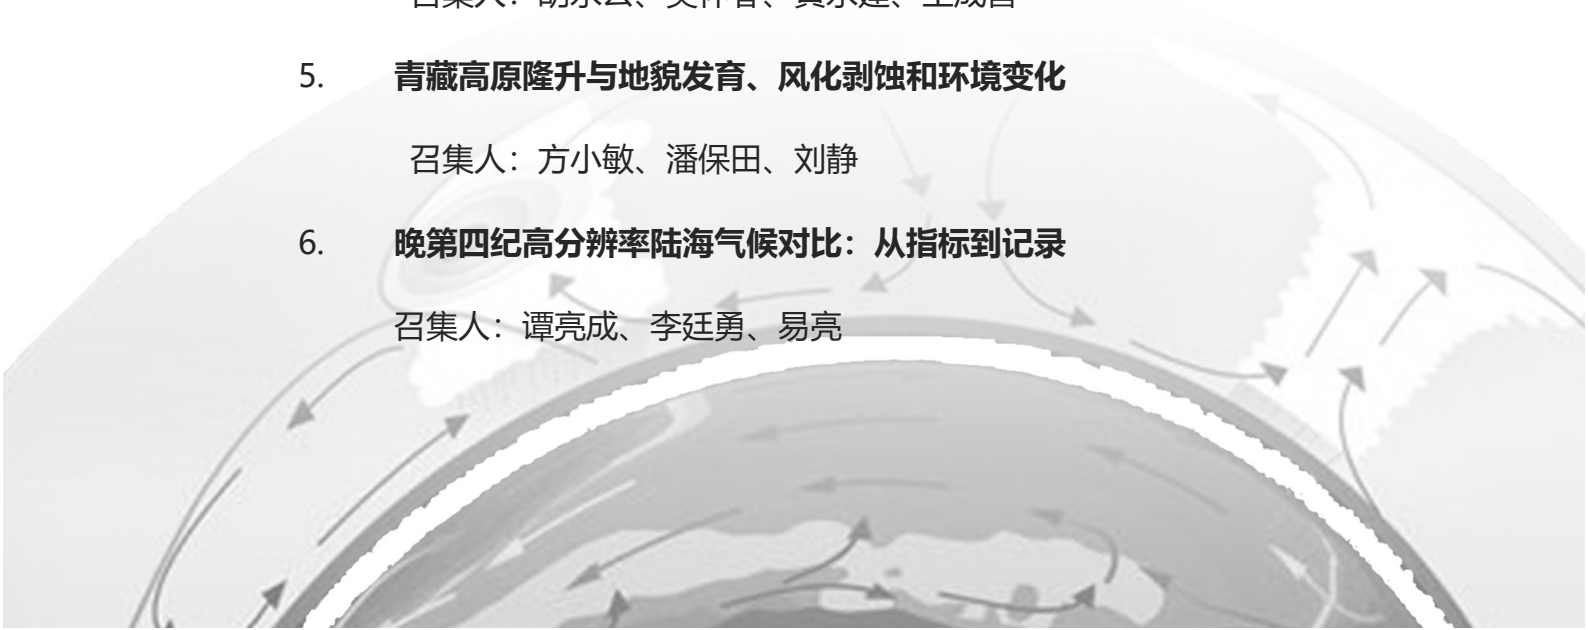 5. 青藏高原隆升与地貌发育、风化剥蚀和环境变化
召集人：方小敏、潘保田、刘静
6. 晚第四纪高分辨率陆海气候对比：从指标到记录
召集人：谭亮成、李廷勇、易亮